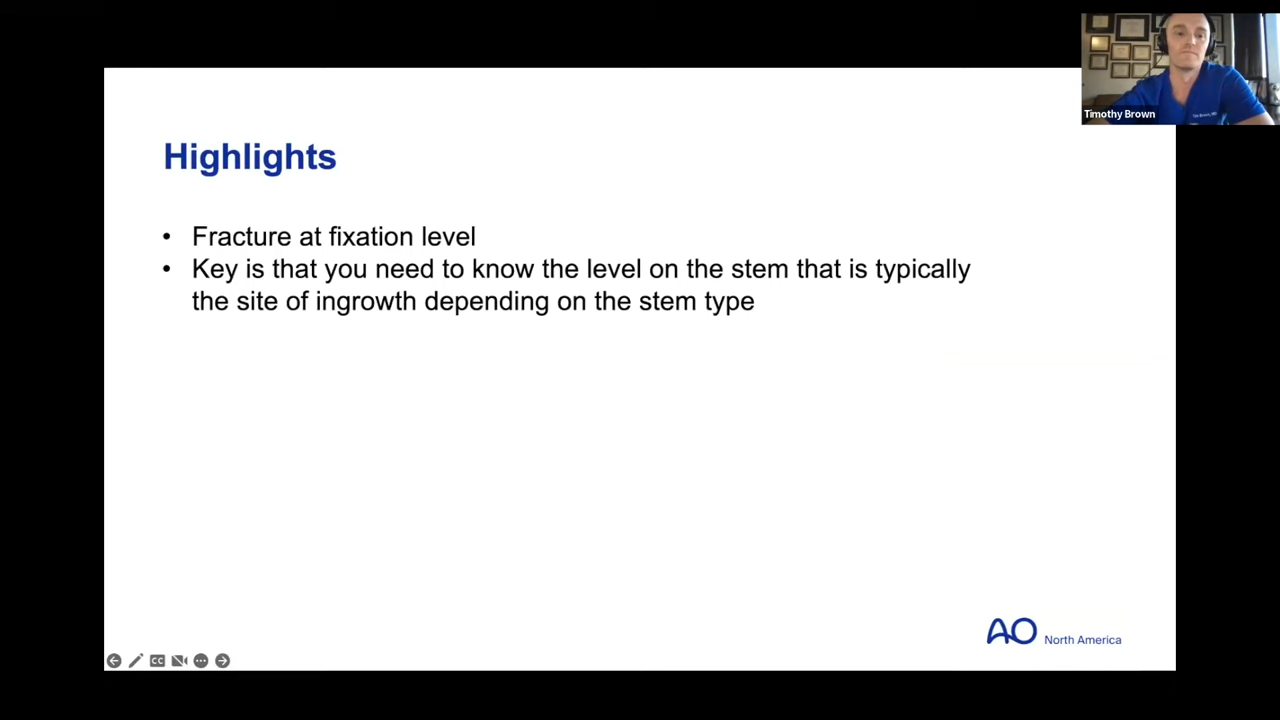 Timothy Brown
Highlights
• Fracture at fixation level
• Key is that you need to know the level on the stem that is typically
the site of ingrowth depending on the stem type
AO North America
CC